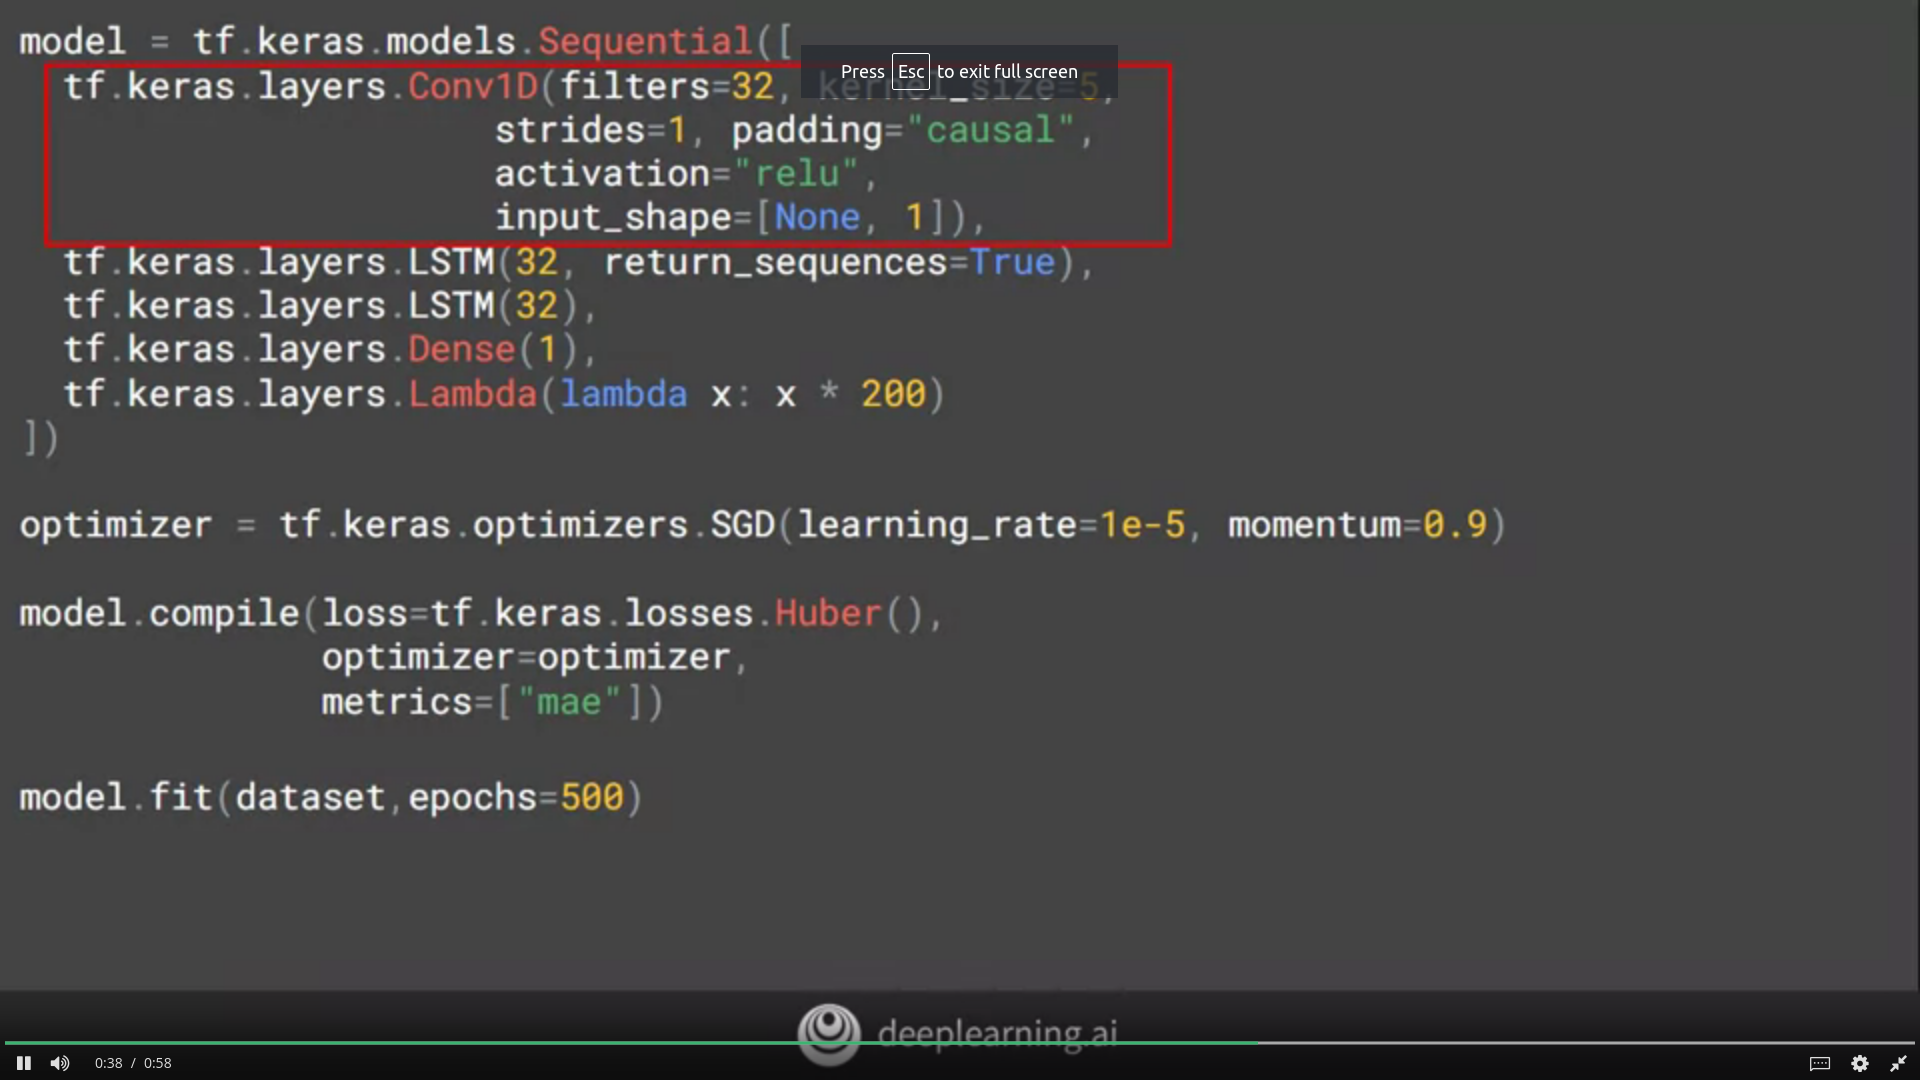 model = tf.keras.models.Sequential([
Press Esc to exit full screen
tf.keras.layers.Conv1D(filters=32, kernel_size=5,
strides=1, padding="causal",
activation="relu",
input_shape=[None, 1]),
tf.keras.layers.LSTM(32, return_sequences=True),
tf.keras.layers.LSTM(32),
tf.keras.layers.Dense(1),
tf.keras.layers.Lambda(lambda x: x * 200)
])
optimizer = tf.keras.optimizers.SGD(learning_rate=1e-5, momentum=0.9)
model.compile(loss=tf.keras.losses.Huber(),
optimizer=optimizer,
metrics=["mae"])
model.fit(dataset,epochs=500)
deeplearning.ai
0:38 / 0:58